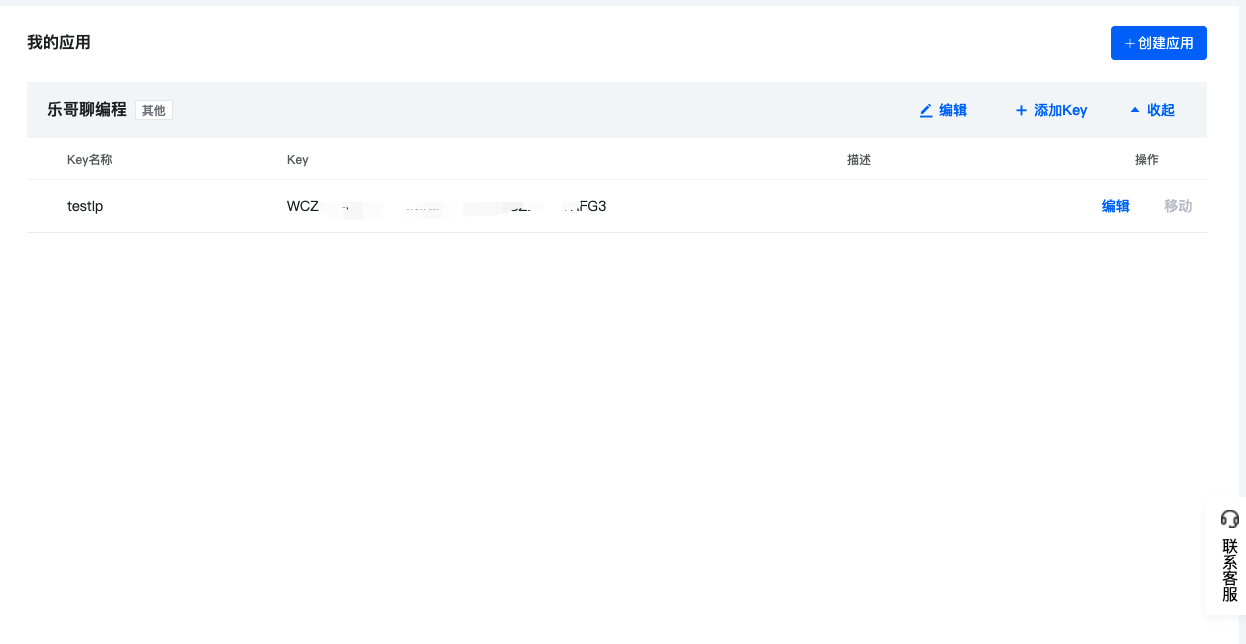 我的应用
+创建应用
乐哥聊编程 其他 编辑 + 添加Key 收起
Key名称 Key 描述 操作
testIp WCZ FG3 编辑 移动
联系客服